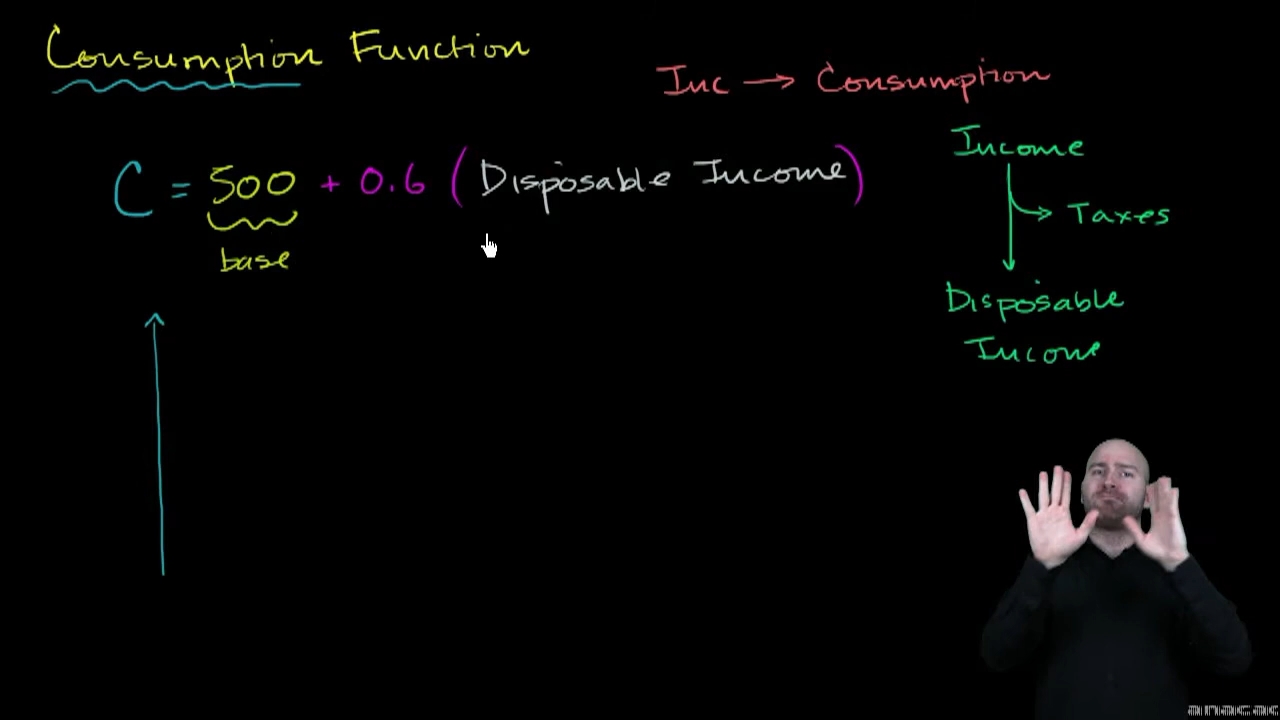 Consumption Function
Inc → Consumption
C = 500 + 0.6 (Disposable Income)
base
Income
Taxes
Disposable
Income